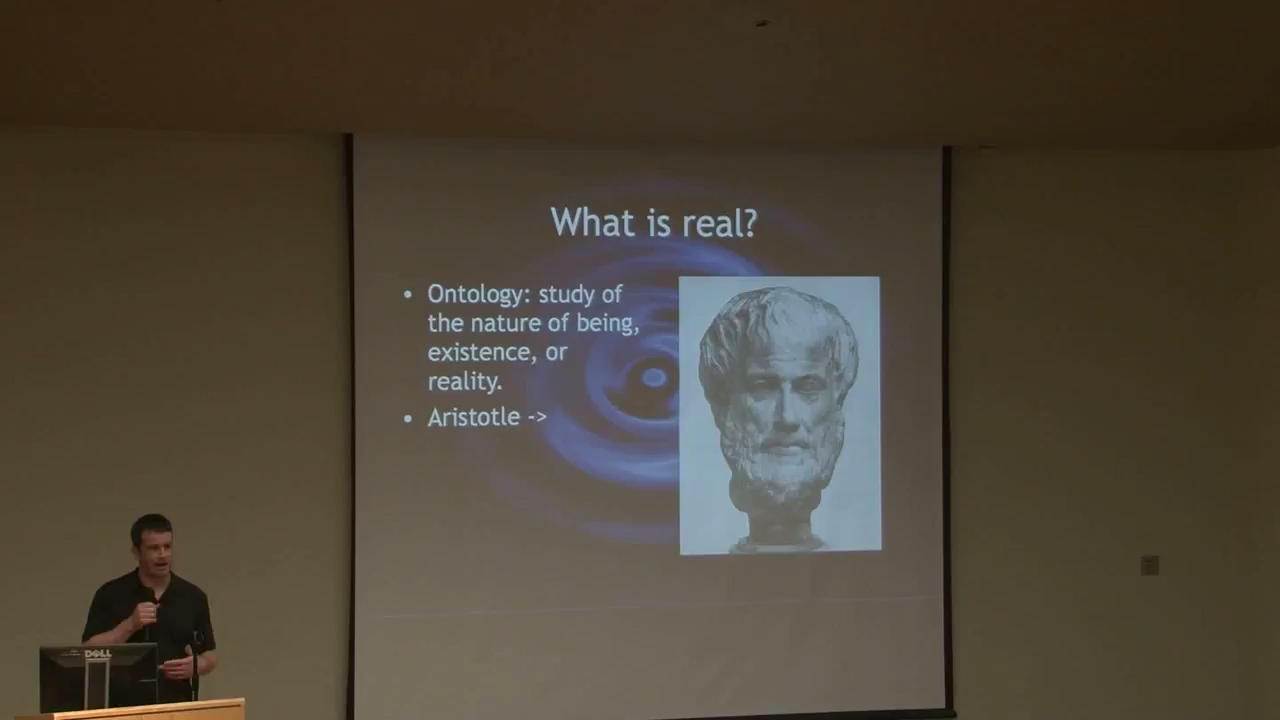 What is real?
• Ontology: study of
the nature of being,
existence, or
reality.
• Aristotle ->
DELL